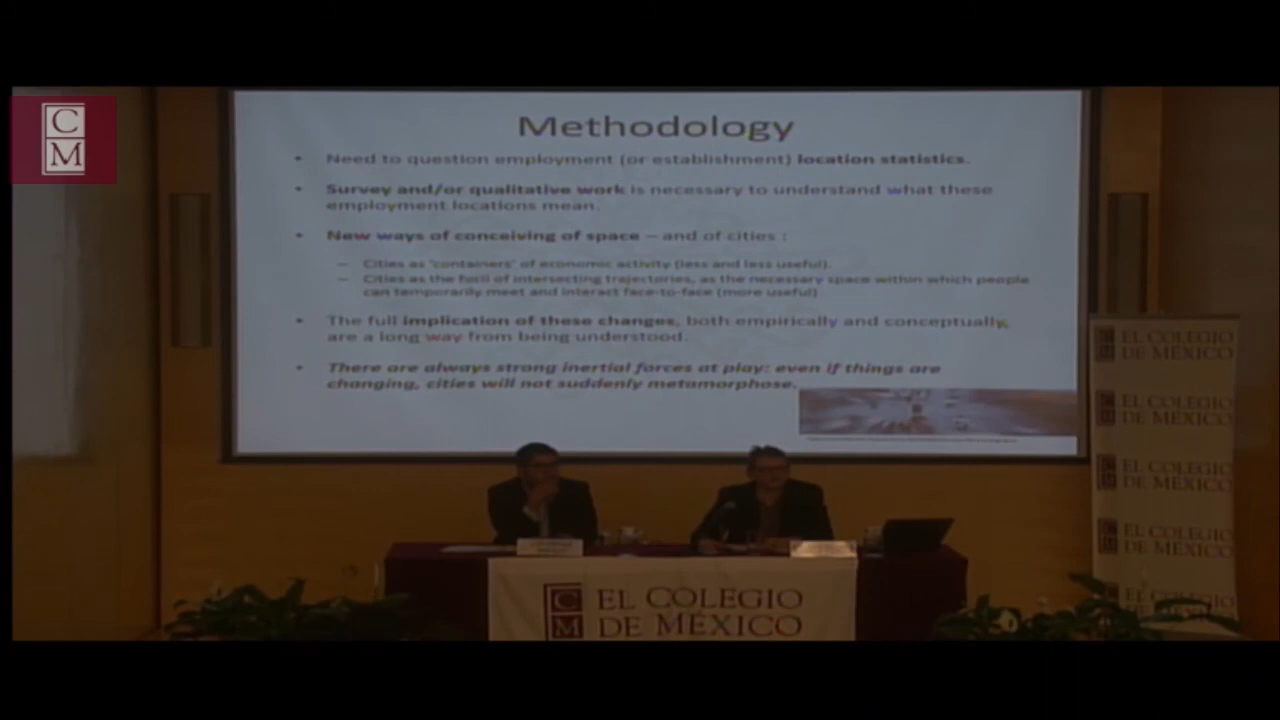 C
M
Methodology
• Need to question employment (or establishment) location statistics.
• Survey and/or qualitative work is necessary to understand what these
employment locations mean.
• New ways of conceiving of space – and of cities :
– Cities as 'containers' of economic activity (less and less useful).
– Cities as the focii of intersecting trajectories, as the necessary space within which people
can temporarily meet and interact face-to-face (more useful)
• The full implication of these changes, both empirically and conceptually,
are a long way from being understood.
• There are always strong inertial forces at play: even if things are
changing, cities will not suddenly metamorphose.
EL COLEGIO
DE MÉXICO
EL COLEGIO
DE MÉXICO
EL COLEGIO
DE MÉXICO
EL COLEGIO
DE MÉXICO
C
M
EL COLEGIO
DE MÉXICO